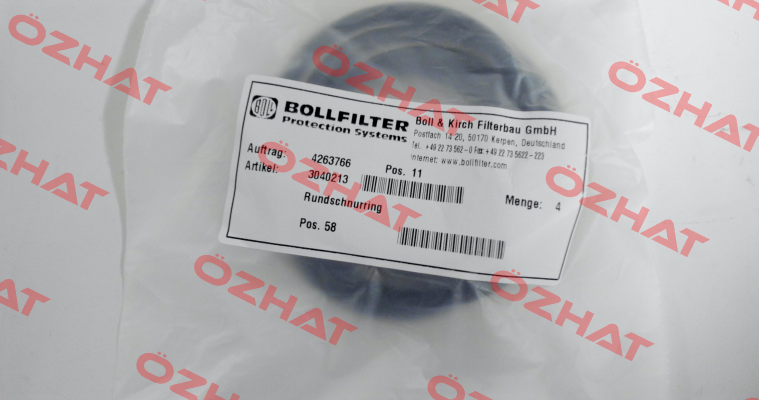 BOLL
BOLLFILTER
Protection Systems
Boll & Kirch Filterbau GmbH
Postfach 14 20, 50170 Kerpen, Deutschland
Tel.: +49 22 73 562-0 Fax:+49 22 73 5622-223
Internet: www.bollfilter.com
Auftrag: 4263766 Pos. 11
Artikel: 3040213
Rundschnurring
Menge: 4
Pos. 58
ÖZHAT
ÖZHAT
ÖZHAT
ÖZHAT
ÖZHAT
ÖZHAT
ÖZHAT
ÖZHAT
ÖZHAT
ÖZHAT